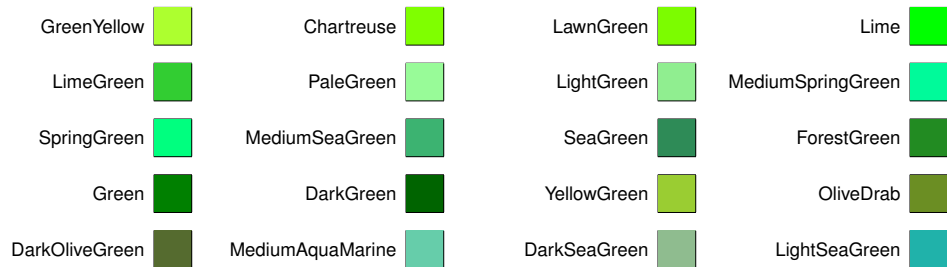 GreenYellow Chartreuse LawnGreen Lime
LimeGreen PaleGreen LightGreen MediumSpringGreen
SpringGreen MediumSeaGreen SeaGreen ForestGreen
Green DarkGreen YellowGreen OliveDrab
DarkOliveGreen MediumAquaMarine DarkSeaGreen LightSeaGreen